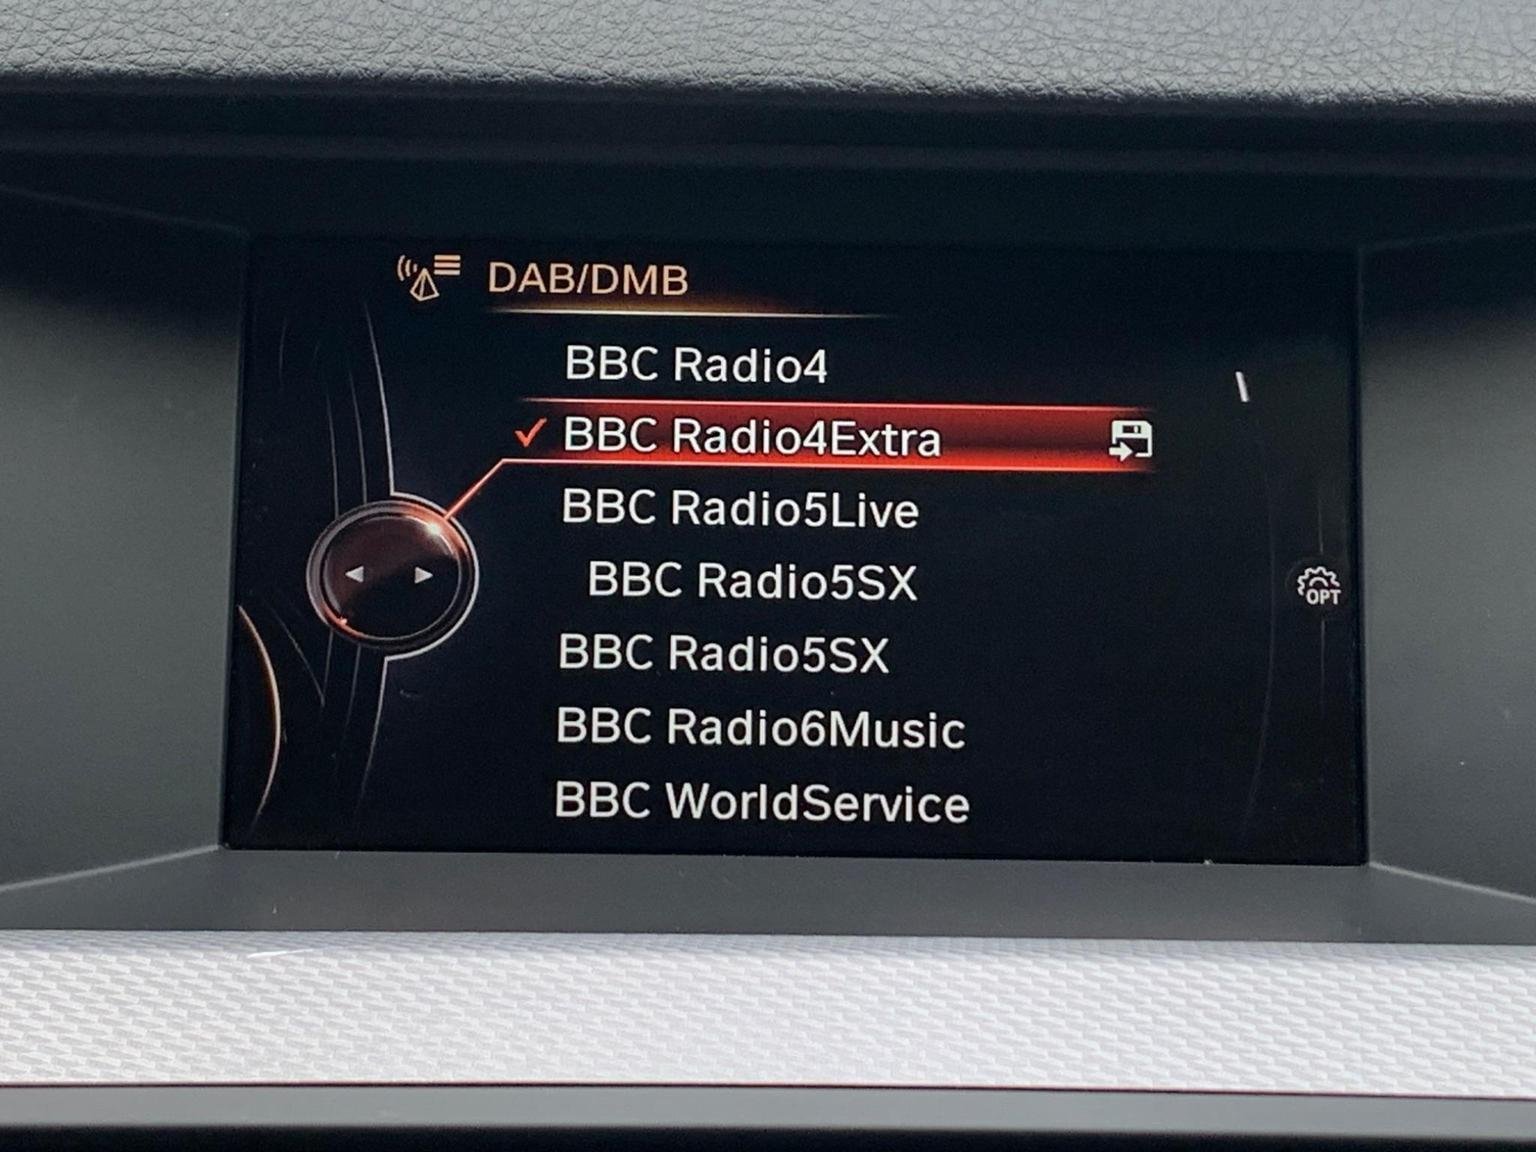 DAB/DMB
BBC Radio4
BBC Radio4Extra
BBC Radio5Live
BBC Radio5SX
BBC Radio5SX
BBC Radio6Music
BBC WorldService
OPT